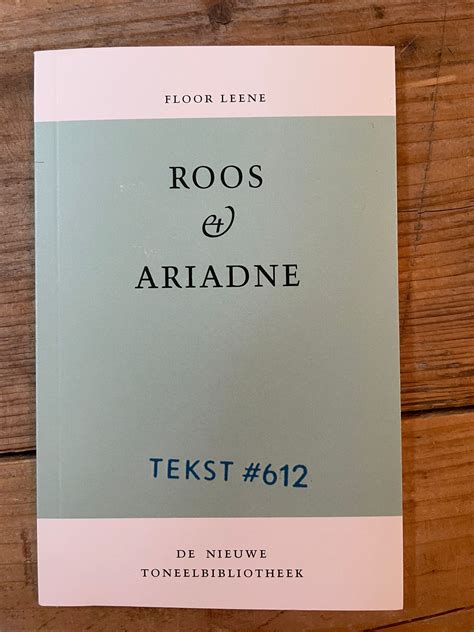 FLOOR LEENE
ROOS
&
ARIADNE
TEKST #612
DE NIEUWE
TONEELBIBLIOTHEEK